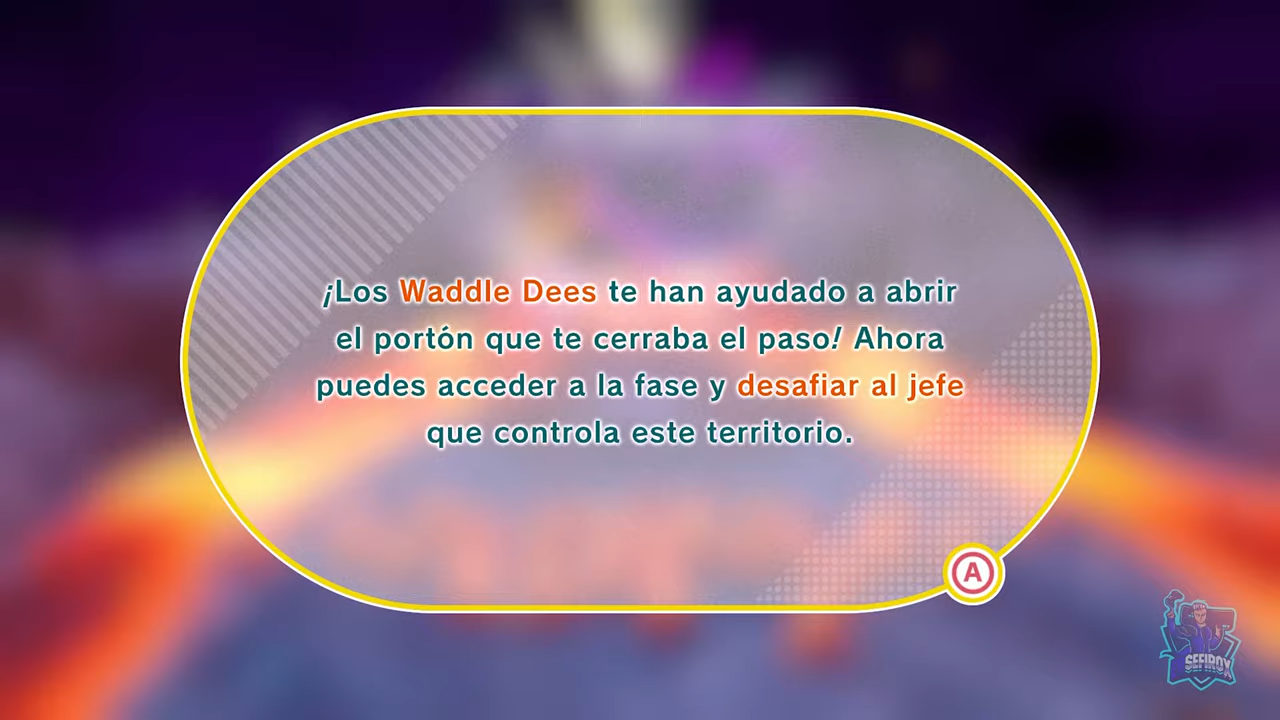 ¡Los Waddle Dees te han ayudado a abrir
el portón que te cerraba el paso! Ahora
puedes acceder a la fase y desafiar al jefe
que controla este territorio.
A
SEFIROX